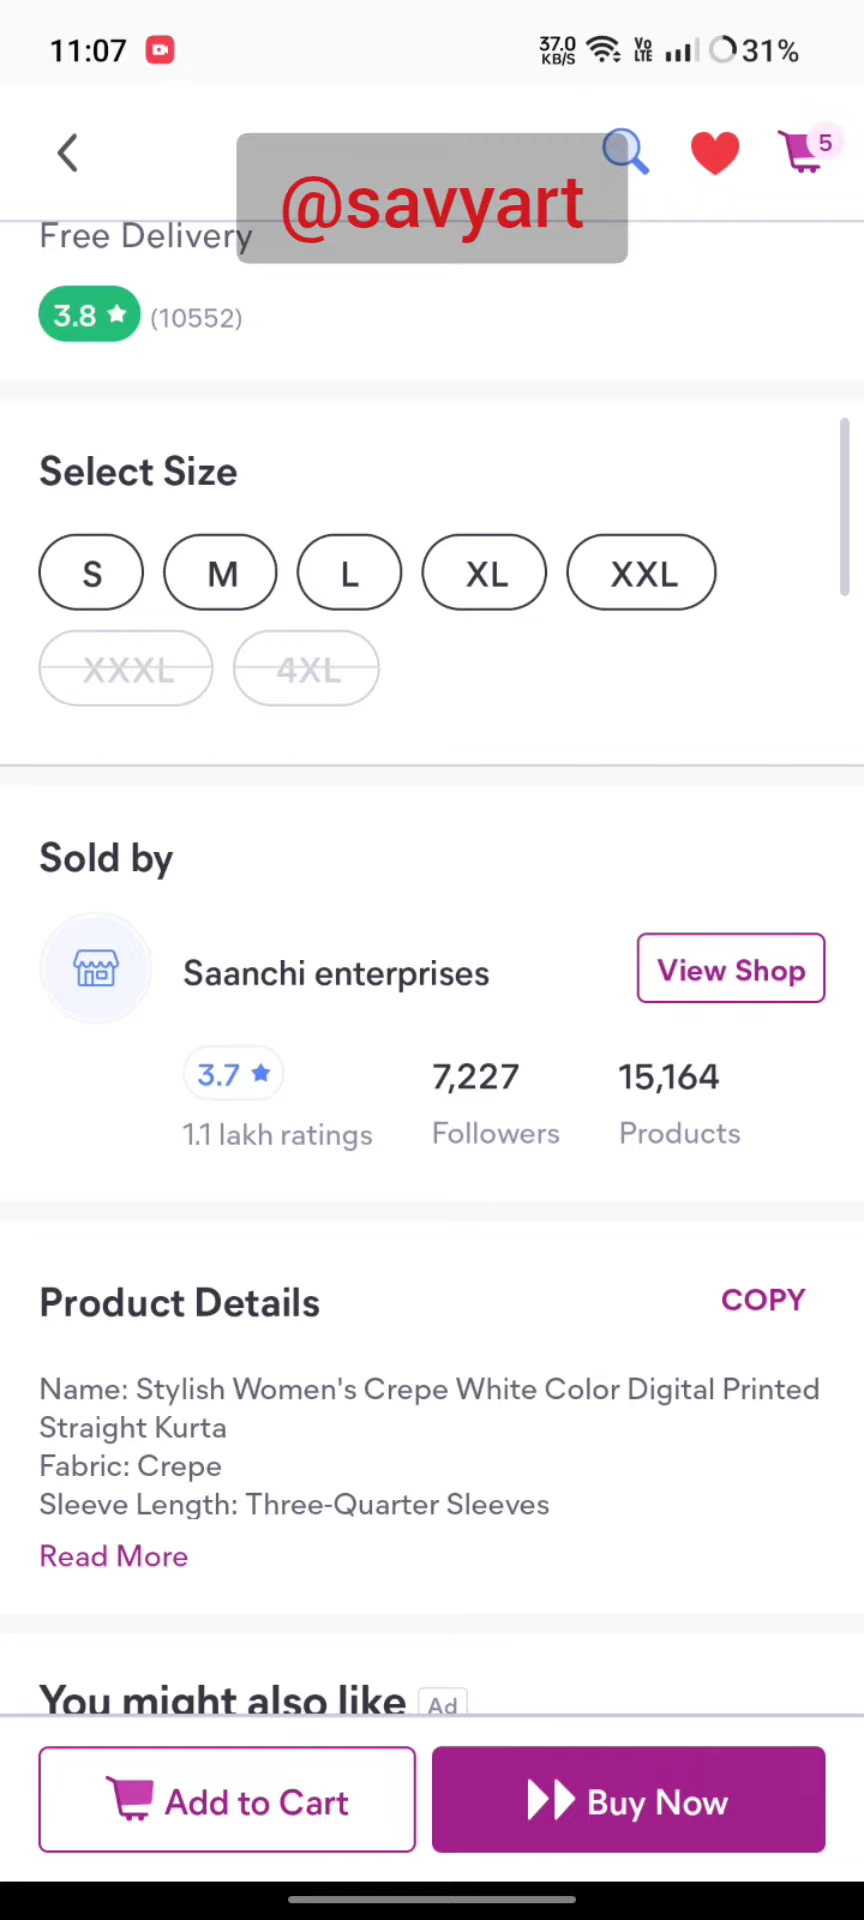 11:07
37.0
KB/S
Vo
LTE
31%
5
@savyart
Free Delivery
3.8
(10552)
Select Size
S
M
L
XL
XXL
XXXL
4XL
Sold by
Saanchi enterprises
View Shop
3.7
7,227
15,164
1.1 lakh ratings
Followers
Products
Product Details
COPY
Name: Stylish Women's Crepe White Color Digital Printed
Straight Kurta
Fabric: Crepe
Sleeve Length: Three-Quarter Sleeves
Read More
You might also like
Ad
Add to Cart
Buy Now